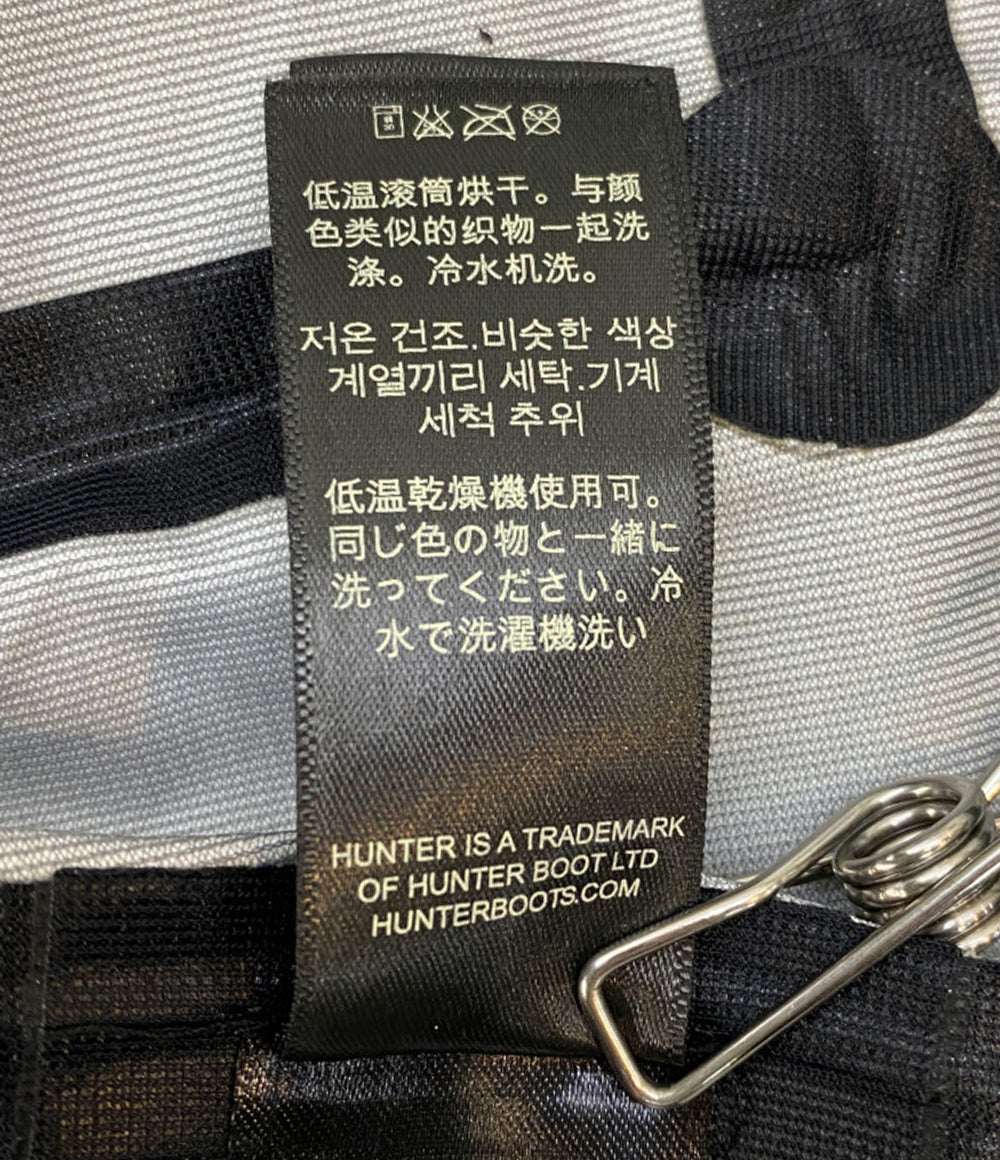 低温滚筒烘干。与颜
色类似的织物一起洗
涤。冷水机洗。
저온 건조.비슷한 색상
계열끼리 세탁.기계
세척 추위
低温乾燥機使用可。
同じ色の物と一緒に
洗ってください。冷
水で洗濯機洗い
HUNTER IS A TRADEMARK
OF HUNTER BOOT LTD
HUNTERBOOTS.COM